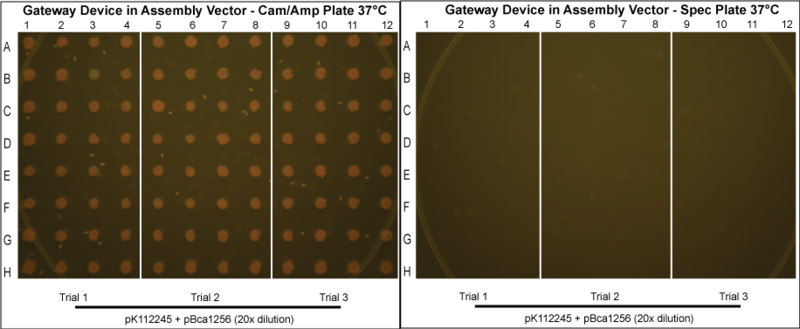 Gateway Device in Assembly Vector - Cam/Amp Plate 37°C
1 2 3 4 5 6 7 8 9 10 11 12
A
B
C
D
E
F
G
H
Trial 1 Trial 2 Trial 3
pK112245 + pBca1256 (20x dilution)
Gateway Device in Assembly Vector - Spec Plate 37°C
1 2 3 4 5 6 7 8 9 10 11 12
A
B
C
D
E
F
G
H
Trial 1 Trial 2 Trial 3
pK112245 + pBca1256 (20x dilution)